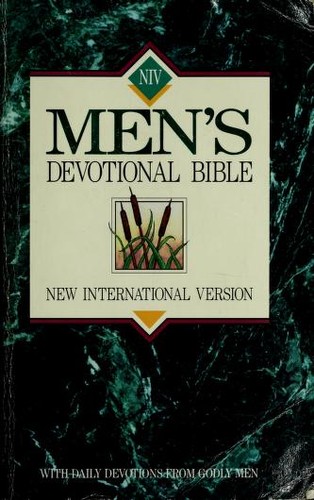 NIV
MEN'S
DEVOTIONAL BIBLE
NEW INTERNATIONAL VERSION
WITH DAILY DEVOTIONS FROM GODLY MEN